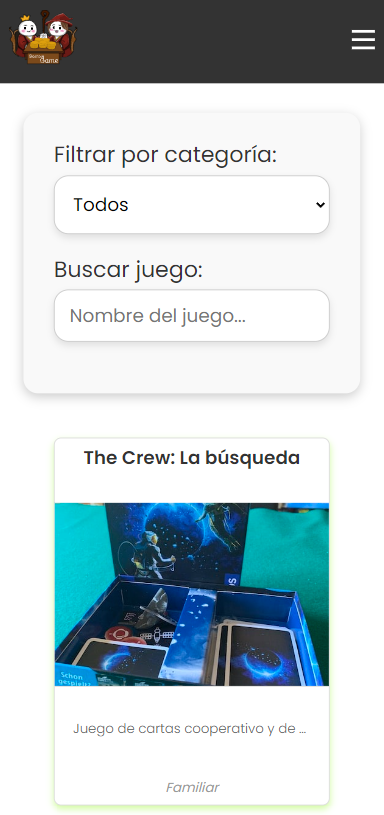 Filtrar por categoría:
Todos
Buscar juego:
Nombre del juego...
The Crew: La búsqueda
Schon
gespielt?
Juego de cartas cooperativo y de ...
Familiar